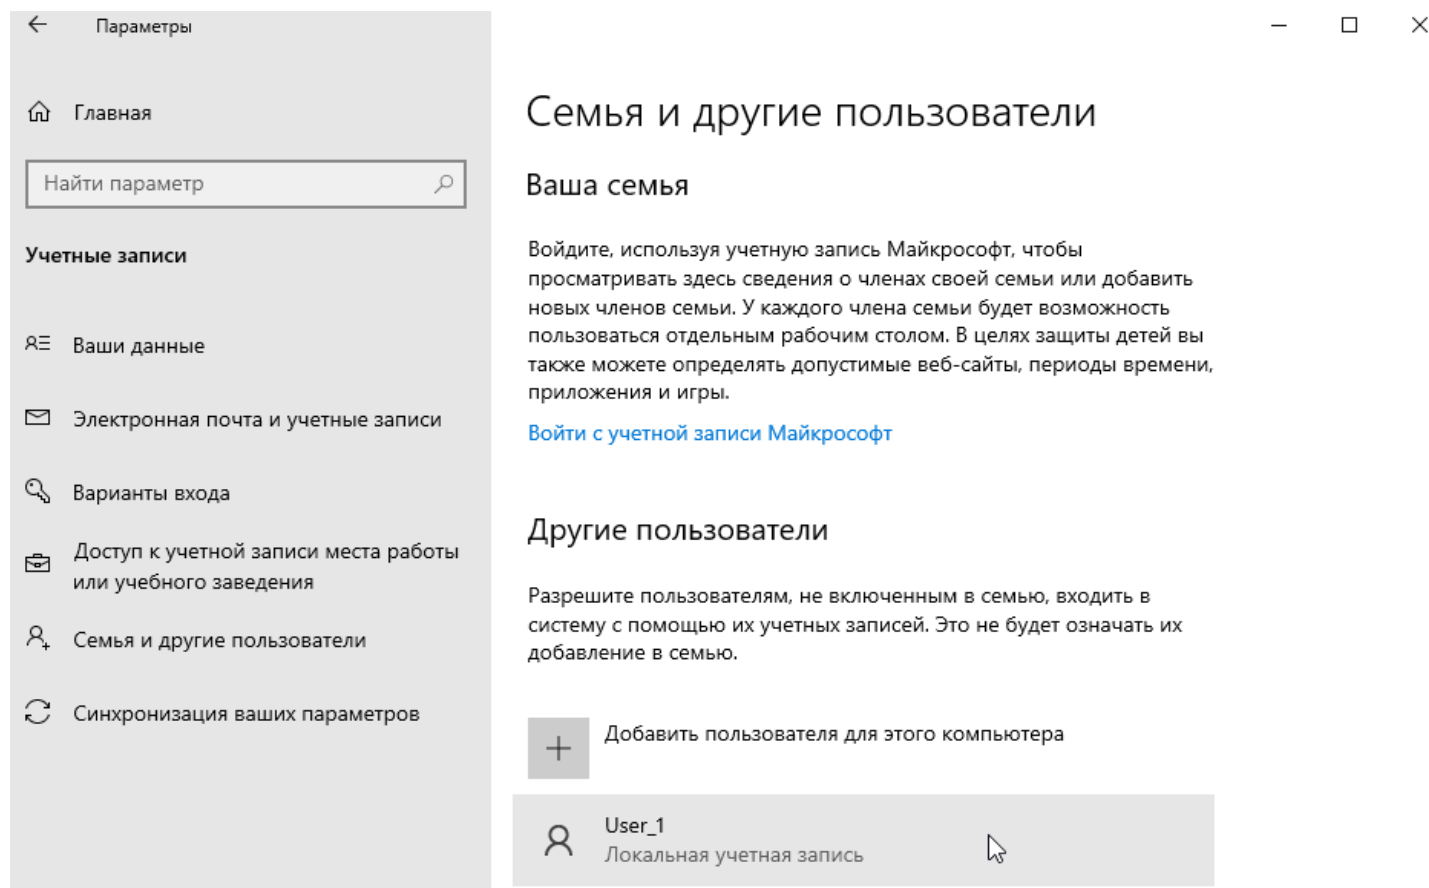 Параметры
Главная
Найти параметр
Учетные записи
Ваши данные
Электронная почта и учетные записи
Варианты входа
Доступ к учетной записи места работы
или учебного заведения
Семья и другие пользователи
Синхронизация ваших параметров
Семья и другие пользователи
Ваша семья
Войдите, используя учетную запись Майкрософт, чтобы
просматривать здесь сведения о членах своей семьи или добавить
новых членов семьи. У каждого члена семьи будет возможность
пользоваться отдельным рабочим столом. В целях защиты детей вы
также можете определять допустимые веб-сайты, периоды времени,
приложения и игры.
Войти с учетной записи Майкрософт
Другие пользователи
Разрешите пользователям, не включенным в семью, входить в
систему с помощью их учетных записей. Это не будет означать их
добавление в семью.
Добавить пользователя для этого компьютера
User_1
Локальная учетная запись